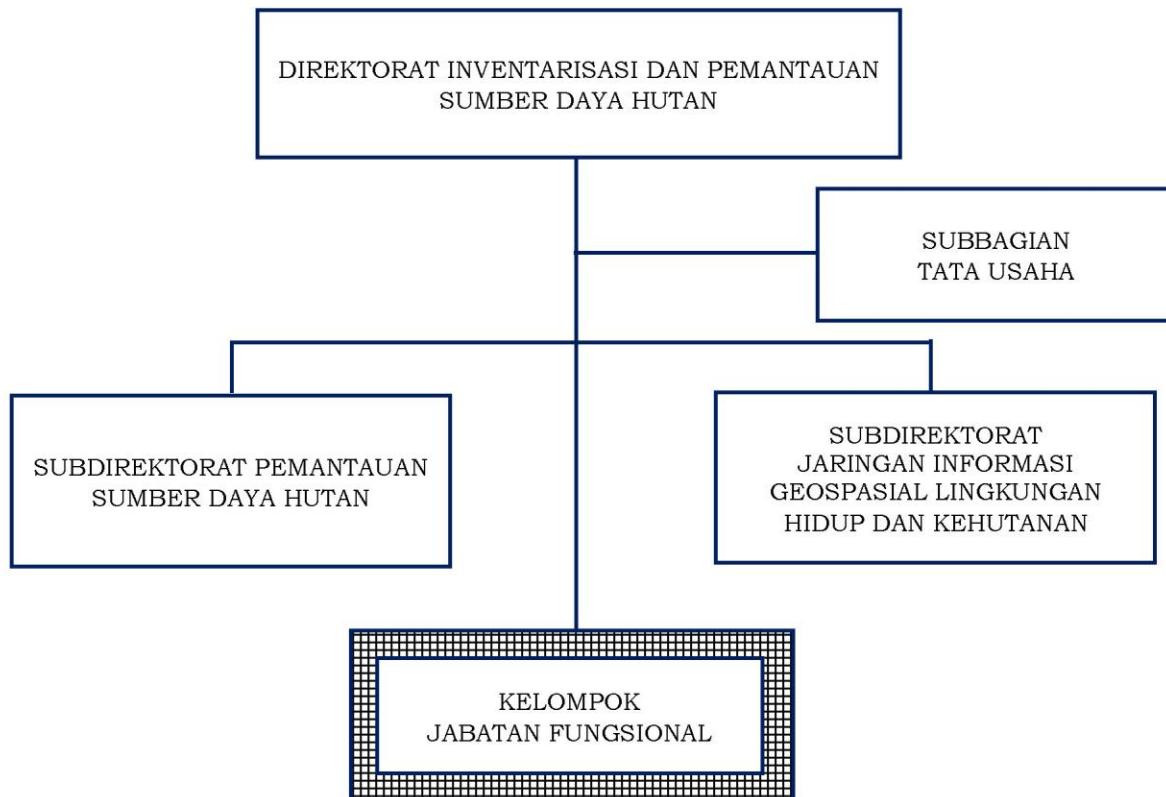 DIREKTORAT INVENTARISASI DAN PEMANTAUAN
SUMBER DAYA HUTAN
SUBBAGIAN
TATA USAHA
SUBDIREKTORAT PEMANTAUAN
SUMBER DAYA HUTAN
SUBDIREKTORAT
JARINGAN INFORMASI
GEOSPASIAL LINGKUNGAN
HIDUP DAN KEHUTANAN
KELOMPOK
JABATAN FUNGSIONAL